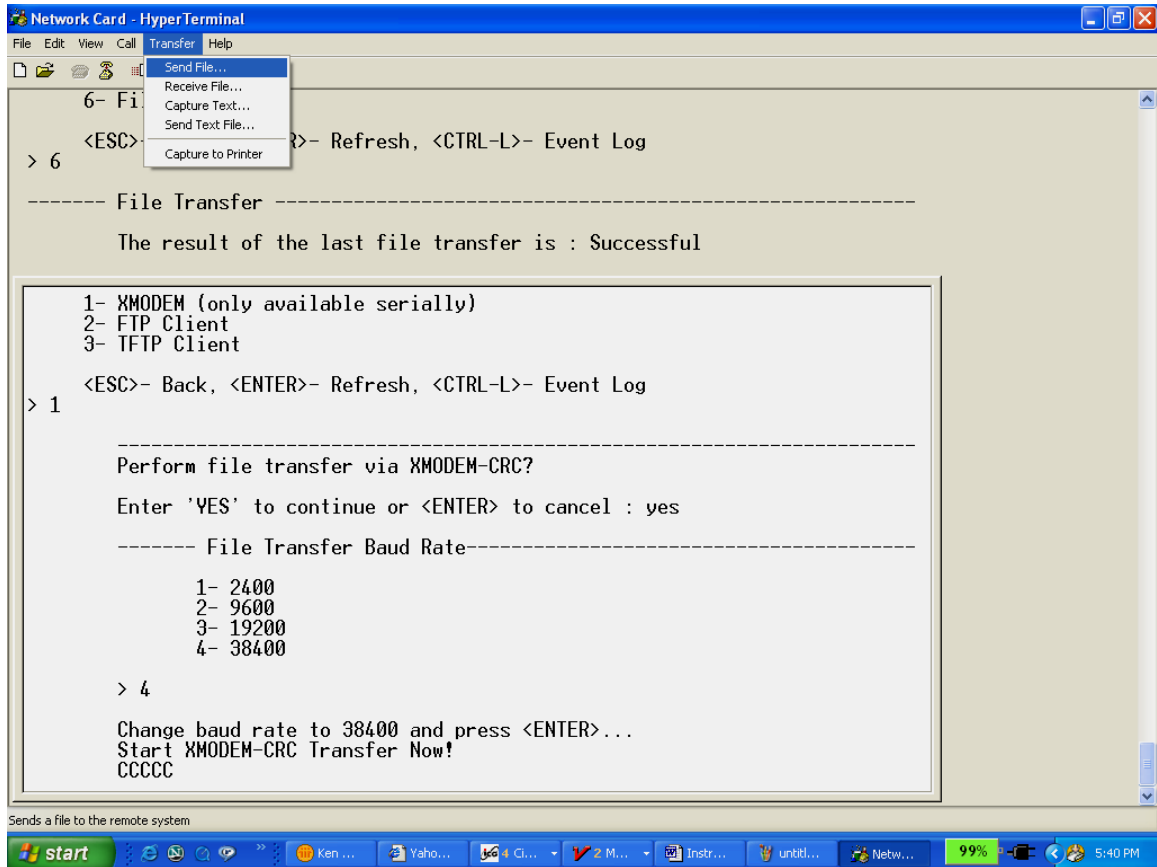 Network Card - HyperTerminal
File Edit View Call Transfer Help
Send File...
Receive File...
Capture Text...
Send Text File...
Capture to Printer
6- Fi
<ESC>- R>- Refresh, <CTRL-L>- Event Log
> 6
------- File Transfer ---------------------------------------------------------
The result of the last file transfer is : Successful
1- XMODEM (only available serially)
2- FTP Client
3- TFTP Client
<ESC>- Back, <ENTER>- Refresh, <CTRL-L>- Event Log
> 1
-----------------------------------------------------------------------
Perform file transfer via XMODEM-CRC?
Enter 'YES' to continue or <ENTER> to cancel : yes
------- File Transfer Baud Rate----------------------------------------
1- 2400
2- 9600
3- 19200
4- 38400
> 4
Change baud rate to 38400 and press <ENTER>...
Start XMODEM-CRC Transfer Now!
CCCCC
Sends a file to the remote system
start Ken ... Yaho... 4 Ci... 2 M... Instr... untitl... Netw... 99% 5:40 PM